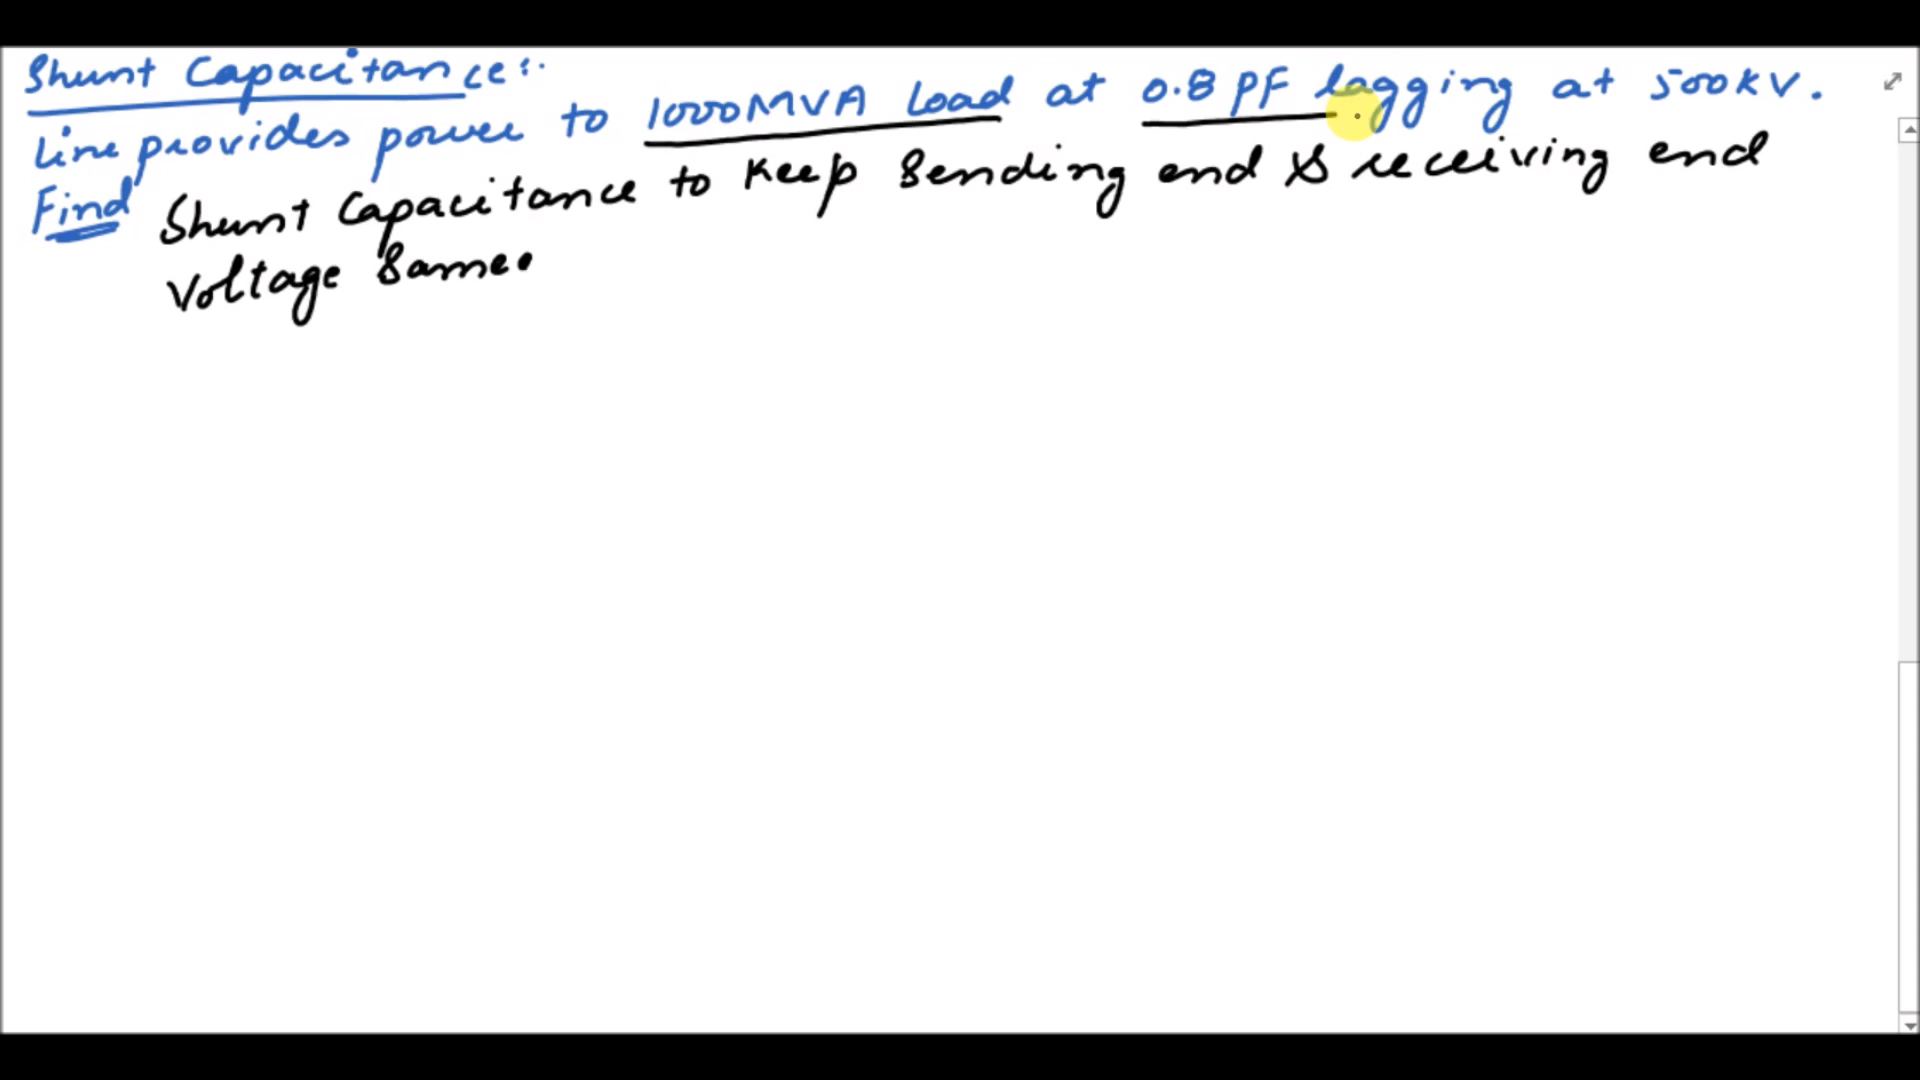 Shunt Capacitance:.
Line provides power to 1000MVA Load at 0.8 PF lagging at 500KV.
Find Shunt Capacitance to Keep Sending end & receiving end
Voltage Same.